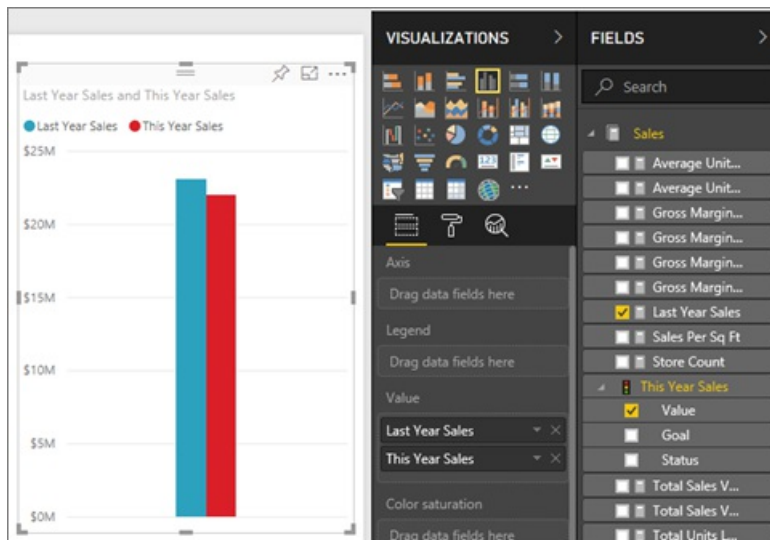 Last Year Sales and This Year Sales
Last Year Sales This Year Sales
$25M
$20M
$15M
$10M
$5M
$0M
VISUALIZATIONS
123
Axis
Drag data fields here
Legend
Drag data fields here
Value
Last Year Sales
This Year Sales
Color saturation
Drag data fields here
FIELDS
Search
Sales
Average Unit...
Average Unit...
Gross Margin...
Gross Margin...
Gross Margin...
Gross Margin...
Last Year Sales
Sales Per Sq Ft
Store Count
This Year Sales
Value
Goal
Status
Total Sales V...
Total Sales V...
Total Units L...